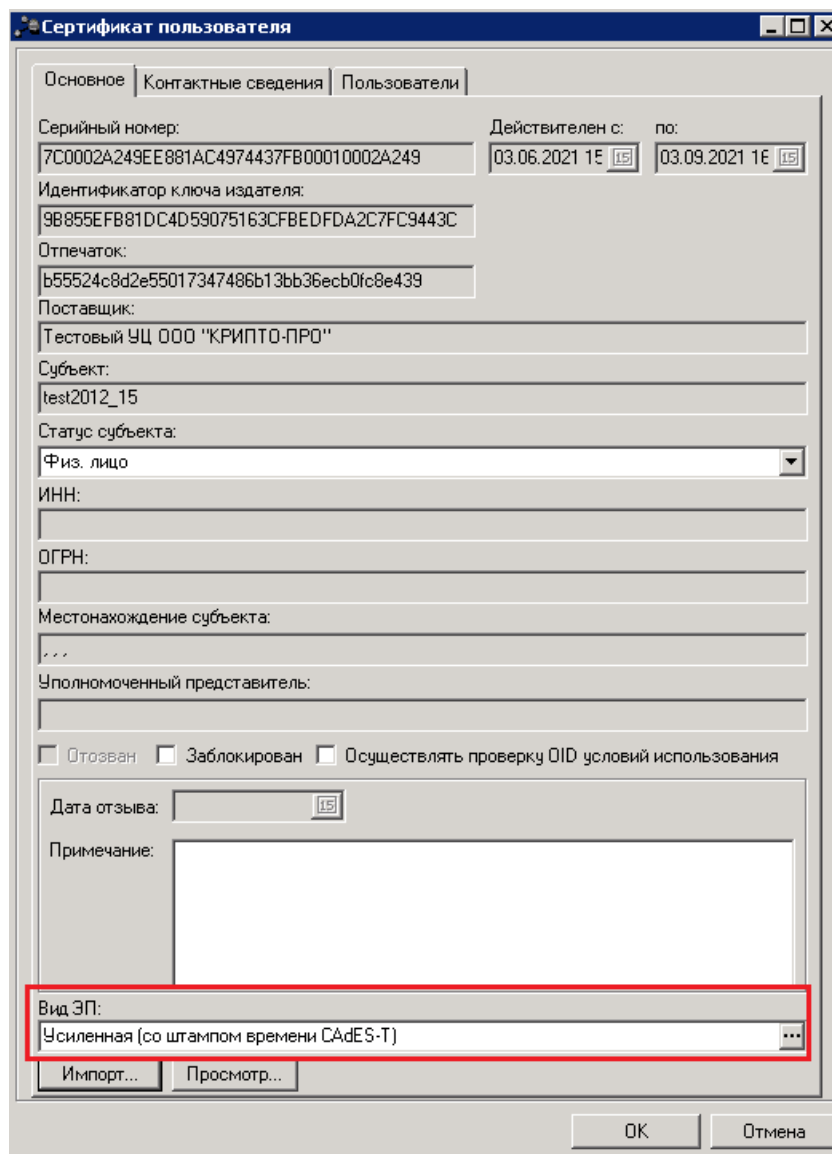 Сертификат пользователя
Основное Контактные сведения Пользователи
Серийный номер: Действителен с: по:
7C0002A249EE881AC4974437FB00010002A249 03.06.2021 15 15 03.09.2021 16 15
Идентификатор ключа издателя:
9B855EFB81DC4D59075163CFBEDFDA2C7FC9443C
Отпечаток:
b55524c8d2e55017347486b13bb36ecb0fc8e439
Поставщик:
Тестовый УЦ ООО "КРИПТО-ПРО"
Субъект:
test2012_15
Статус субъекта:
Физ. лицо
ИНН:
ОГРН:
Местонахождение субъекта:
, , ,
Уполномоченный представитель:
Отозван Заблокирован Осуществлять проверку OID условий использования
Дата отзыва: 15
Примечание:
Вид ЭП:
Усиленная (со штампом времени CAdES-T) ...
Импорт... Просмотр...
OK Отмена